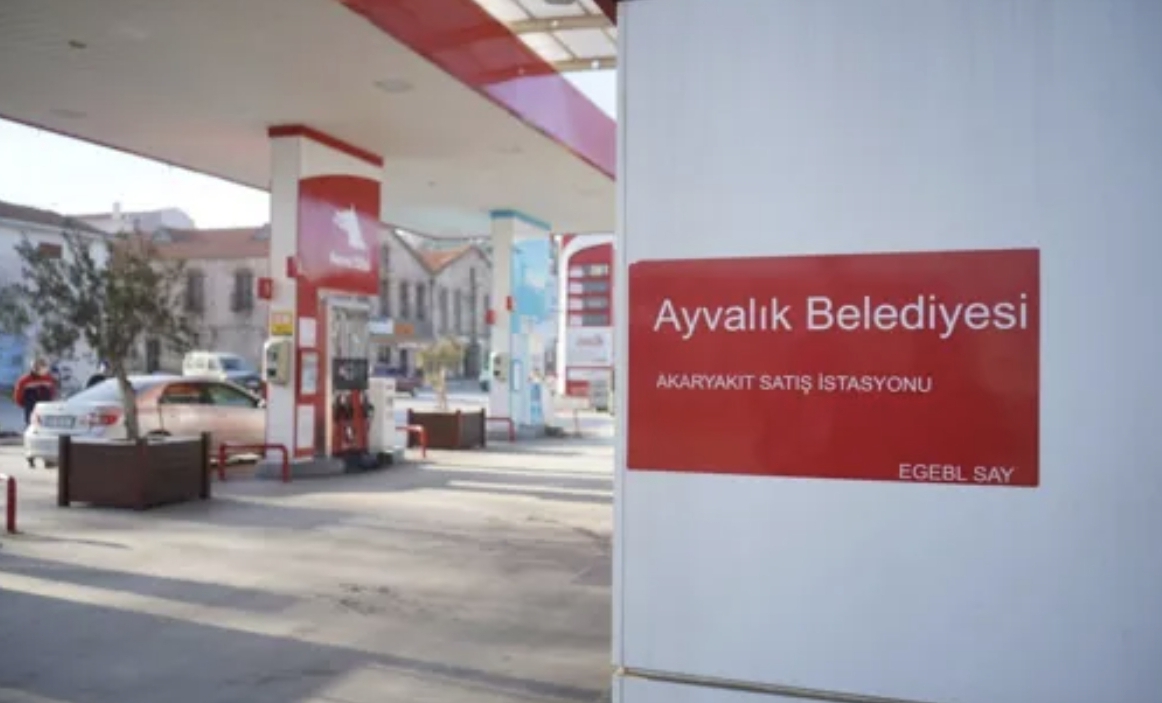 Ayvalık Belediyesi
AKARYAKIT SATIŞ İSTASYONU
EGEBL SAY